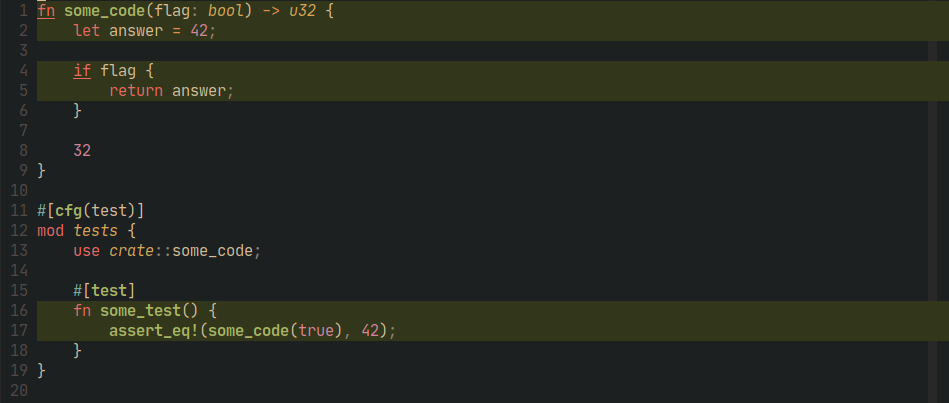 1 fn some_code(flag: bool) -> u32 {
2     let answer = 42;
3
4     if flag {
5         return answer;
6     }
7
8     32
9 }
10
11 #[cfg(test)]
12 mod tests {
13     use crate::some_code;
14
15     #[test]
16     fn some_test() {
17         assert_eq!(some_code(true), 42);
18     }
19 }
20